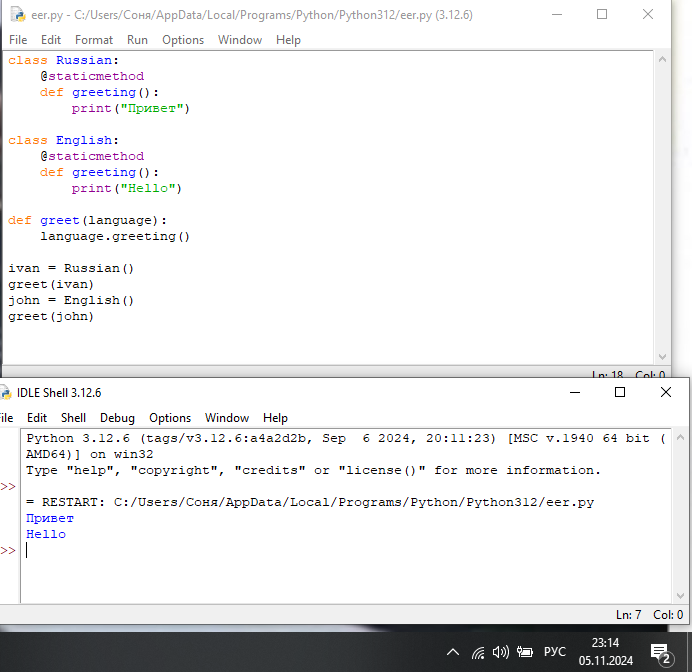 eer.py - C:/Users/Соня/AppData/Local/Programs/Python/Python312/eer.py (3.12.6)
File Edit Format Run Options Window Help
class Russian:
    @staticmethod
    def greeting():
        print("Привет")
class English:
    @staticmethod
    def greeting():
        print("Hello")
def greet(language):
    language.greeting()
ivan = Russian()
greet(ivan)
john = English()
greet(john)
Ln: 18 Col: 0
IDLE Shell 3.12.6
ile Edit Shell Debug Options Window Help
Python 3.12.6 (tags/v3.12.6:a4a2d2b, Sep  6 2024, 20:11:23) [MSC v.1940 64 bit (
AMD64)] on win32
Type "help", "copyright", "credits" or "license()" for more information.
>>
= RESTART: C:/Users/Соня/AppData/Local/Programs/Python/Python312/eer.py
Привет
Hello
>>
Ln: 7 Col: 0
РУС
23:14
05.11.2024
2